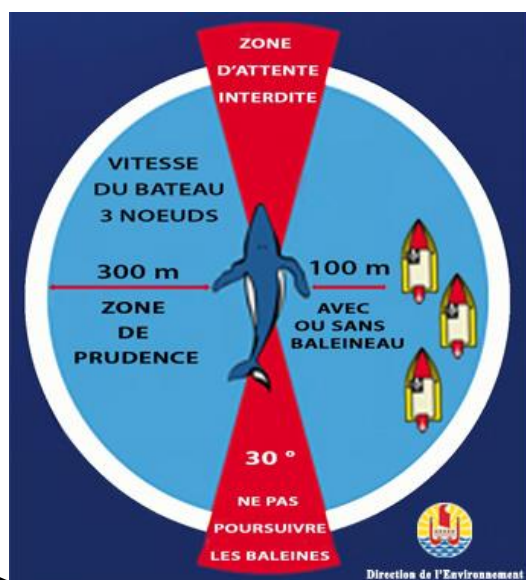 ZONE
D'ATTENTE
INTERDITE
VITESSE
DU BATEAU
3 NOEUDS
300 m
ZONE
DE
PRUDENCE
100 m
AVEC
OU SANS
BALEINEAU
30 °
NE PAS
POURSUIVRE
LES BALEINES
Direction de l'Environnement